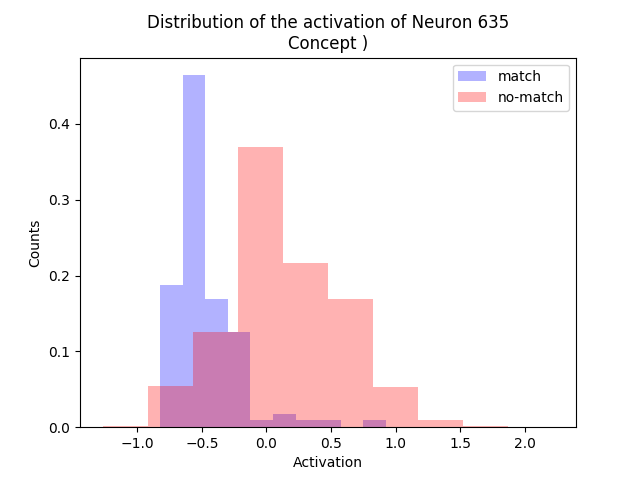 Distribution of the activation of Neuron 635
Concept )
match
no-match
0.4
0.3
0.2
0.1
0.0
Counts
−1.0
−0.5
0.0
0.5
1.0
1.5
2.0
Activation